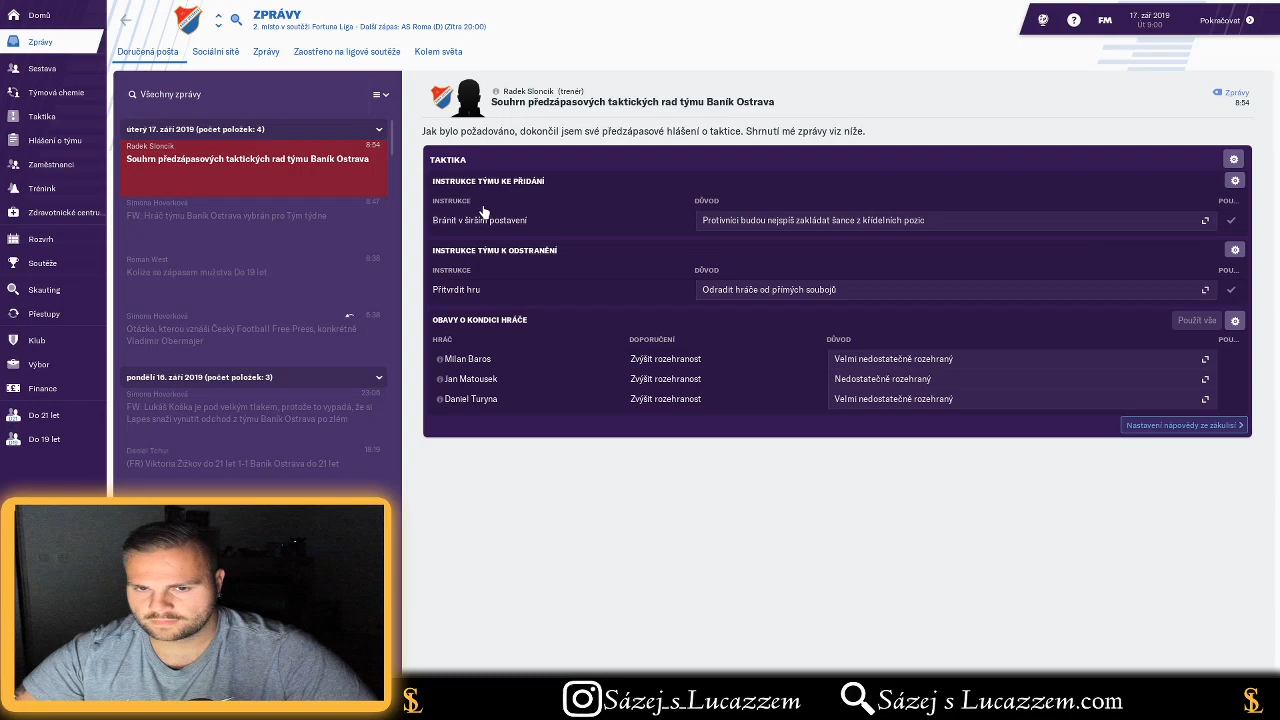 Domů
Zprávy
Sestava
Týmová chemie
Taktika
Hlášení o týmu
Zaměstnanci
Trénink
Zdravotnické centru...
Rozvrh
Soutěže
Skauting
Přestupy
Klub
Výbor
Finance
Do 21 let
Do 19 let
ZPRÁVY
2. místo v soutěži Fortuna Liga - Další zápas: AS Roma (D) (Zítra 20:00)
FM
17. zář 2019
Út 9:00
Pokračovat
Doručená pošta
Sociální sítě
Zprávy
Zaostřeno na ligové soutěže
Kolem světa
Všechny zprávy
úterý 17. září 2019 (počet položek: 4)
Radek Sloncik 8:54
Souhrn předzápasových taktických rad týmu Baník Ostrava
Simona Hovorková 8:47
FW: Hráč týmu Baník Ostrava vybrán pro Tým týdne
Roman West 8:38
Kolize se zápasem mužstva Do 19 let
Simona Hovorková 5:38
Otázka, kterou vznáší Český Football Free Press, konkrétně
Vladimír Obermajer
pondělí 16. září 2019 (počet položek: 3)
Simona Hovorková 23:06
FW: Lukáš Koška je pod velkým tlakem, protože to vypadá, že si
Lapes snaží vynutit odchod z týmu Baník Ostrava po zlém
Daniel Tchur 18:19
(FR) Viktoria Žižkov do 21 let 1-1 Baník Ostrava do 21 let
Radek Sloncik (trenér)
Souhrn předzápasových taktických rad týmu Baník Ostrava
Zprávy
8:54
Jak bylo požadováno, dokončil jsem své předzápasové hlášení o taktice. Shrnutí mé zprávy viz níže.
TAKTIKA
INSTRUKCE TÝMU KE PŘIDÁNÍ
INSTRUKCE DŮVOD POU...
Bránit v širším postavení Protivníci budou nejspíš zakládat šance z křídelních pozic
INSTRUKCE TÝMU K ODSTRANĚNÍ
INSTRUKCE DŮVOD POU...
Přitvrdit hru Odradit hráče od přímých soubojů
OBAVY O KONDICI HRÁČE Použít vše
HRÁČ DOPORUČENÍ DŮVOD POU...
Milan Baros Zvýšit rozehranost Velmi nedostatečně rozehraný
Jan Matousek Zvýšit rozehranost Nedostatečně rozehraný
Daniel Turyna Zvýšit rozehranost Velmi nedostatečně rozehraný
Nastavení nápovědy ze zákulisí
Sázej_s_Lucazzem
Sázej s Lucazzem.com